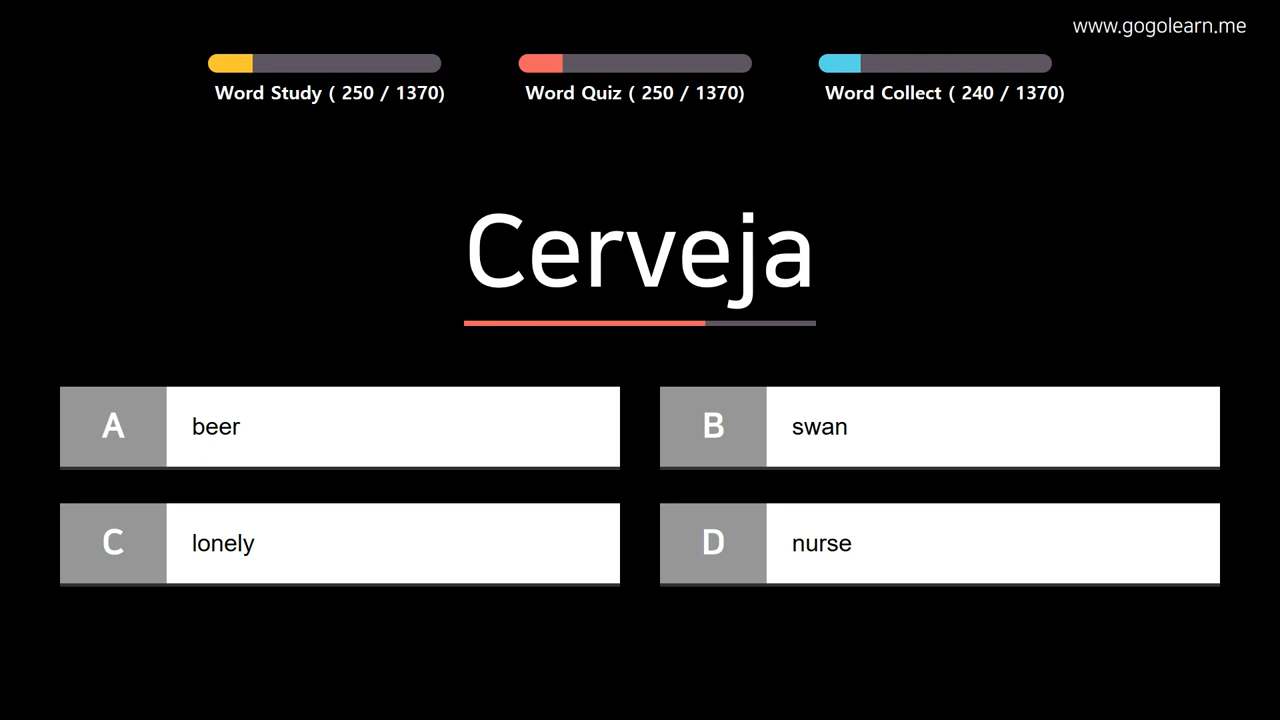 www.gogolearn.me
Word Study ( 250 / 1370)
Word Quiz ( 250 / 1370)
Word Collect ( 240 / 1370)
Cerveja
A
beer
B
swan
C
lonely
D
nurse